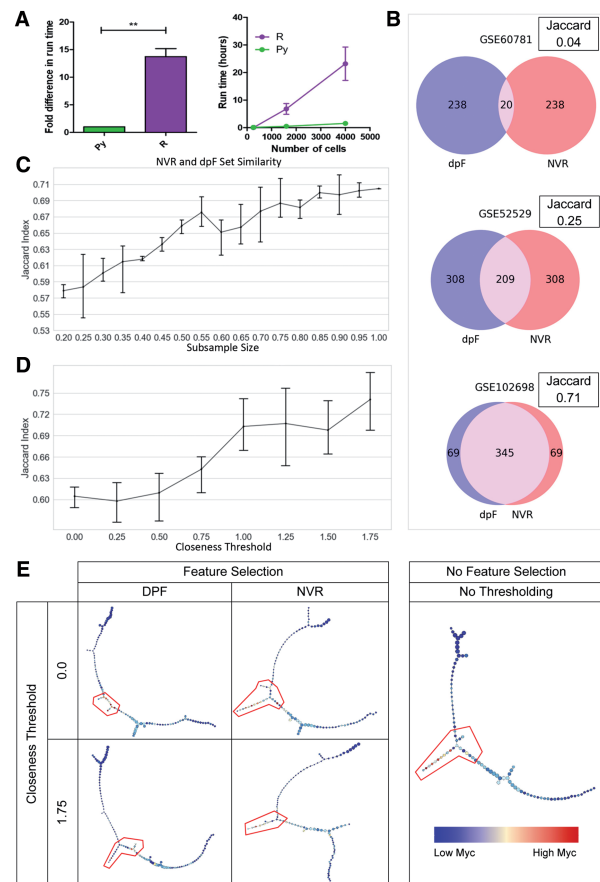 A
**
Fold difference in run time
20
15
10
5
0
Py
R
Run time (hours)
40
30
20
10
0
R
Py
0 1000 2000 3000 4000 5000
Number of cells
B
GSE60781
Jaccard
0.04
238
20
238
dpF
NVR
GSE52529
Jaccard
0.25
308
209
308
dpF
NVR
GSE102698
Jaccard
0.71
69
345
69
dpF
NVR
C
NVR and dpF Set Similarity
Jaccard Index
0.71
0.69
0.67
0.65
0.63
0.61
0.59
0.57
0.55
0.53
0.20 0.25 0.30 0.35 0.40 0.45 0.50 0.55 0.60 0.65 0.70 0.75 0.80 0.85 0.90 0.95 1.00
Subsample Size
D
Jaccard Index
0.75
0.72
0.69
0.66
0.63
0.60
0.00 0.25 0.50 0.75 1.00 1.25 1.50 1.75
Closeness Threshold
E
Feature Selection
DPF
NVR
Closeness Threshold
0.0
1.75
No Feature Selection
No Thresholding
Low Myc
High Myc